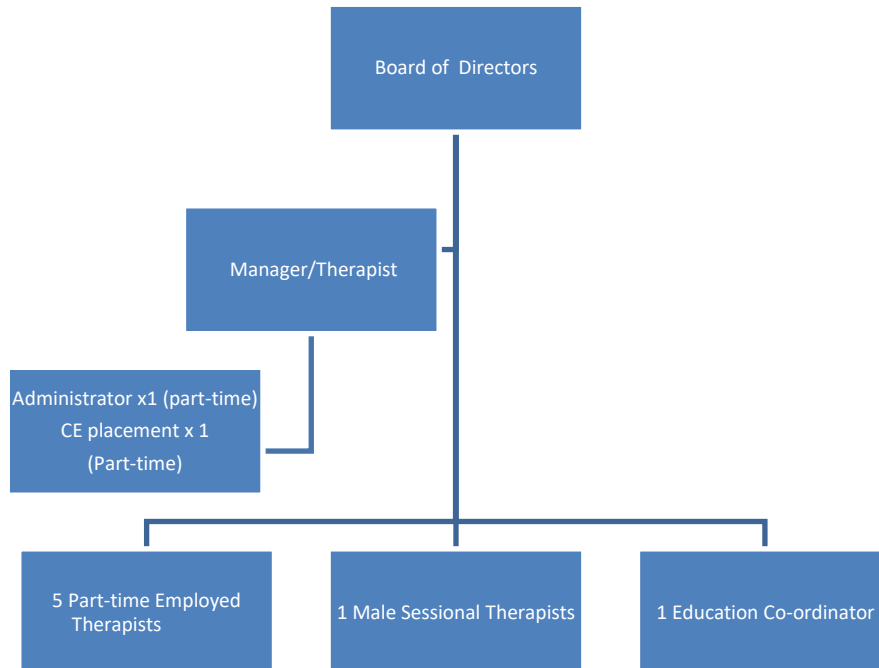 Board of Directors
Manager/Therapist
Administrator x1 (part-time)
CE placement x 1
(Part-time)
5 Part-time Employed
Therapists
1 Male Sessional Therapists
1 Education Co-ordinator